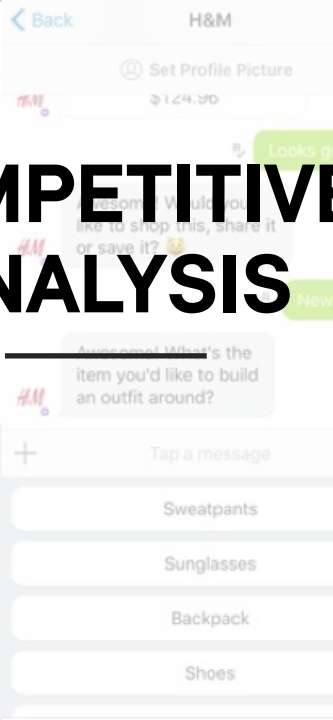 Back
H&M
Set Profile Picture
$124.96
H&M
Looks g
MPETITIVE
Awesome! Would you
like to shop this, share it
or save it? 😀
H&M
NALYSIS
New
Awesome! What's the
item you'd like to build
an outfit around?
H&M
Tap a message
Sweatpants
Sunglasses
Backpack
Shoes